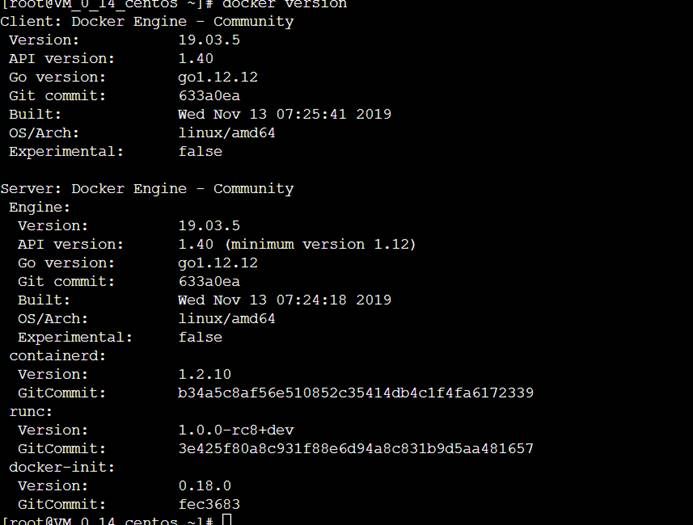 [root@VM_0_14_centos ~]# docker version
Client: Docker Engine - Community
 Version:           19.03.5
 API version:       1.40
 Go version:        go1.12.12
 Git commit:        633a0ea
 Built:             Wed Nov 13 07:25:41 2019
 OS/Arch:           linux/amd64
 Experimental:      false

Server: Docker Engine - Community
 Engine:
  Version:          19.03.5
  API version:      1.40 (minimum version 1.12)
  Go version:       go1.12.12
  Git commit:       633a0ea
  Built:            Wed Nov 13 07:24:18 2019
  OS/Arch:          linux/amd64
  Experimental:     false
 containerd:
  Version:          1.2.10
  GitCommit:        b34a5c8af56e510852c35414db4c1f4fa6172339
 runc:
  Version:          1.0.0-rc8+dev
  GitCommit:        3e425f80a8c931f88e6d94a8c831b9d5aa481657
 docker-init:
  Version:          0.18.0
  GitCommit:        fec3683
[root@VM_0_14_centos ~]#